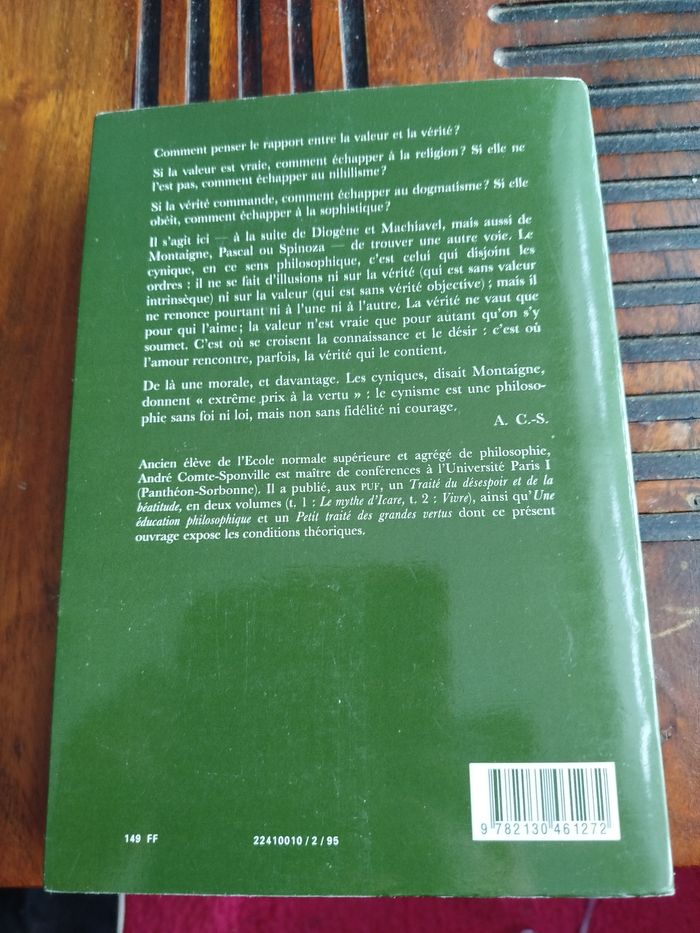 Comment penser le rapport entre la valeur et la vérité ?
Si la valeur est vraie, comment échapper à la religion ? Si elle ne
l'est pas, comment échapper au nihilisme ?
Si la vérité commande, comment échapper au dogmatisme ? Si elle
obéit, comment échapper à la sophistique ?
Il s'agit ici — à la suite de Diogène et Machiavel, mais aussi de
Montaigne, Pascal ou Spinoza — de trouver une autre voie. Le
cynique, en ce sens philosophique, c'est celui qui disjoint les
ordres : il ne se fait d'illusions ni sur la vérité (qui est sans valeur
intrinsèque) ni sur la valeur (qui est sans vérité objective) ; mais il
ne renonce pourtant ni à l'une ni à l'autre. La vérité ne vaut que
pour qui l'aime ; la valeur n'est vraie que pour autant qu'on s'y
soumet. C'est où se croisent la connaissance et le désir : c'est où
l'amour rencontre, parfois, la vérité qui le contient.
De là une morale, et davantage. Les cyniques, disait Montaigne,
donnent « extrême prix à la vertu » : le cynisme est une philoso-
phie sans foi ni loi, mais non sans fidélité ni courage.
A. C.-S.
Ancien élève de l'Ecole normale supérieure et agrégé de philosophie,
André Comte-Sponville est maître de conférences à l'Université Paris I
(Panthéon-Sorbonne). Il a publié, aux PUF, un Traité du désespoir et de la
béatitude, en deux volumes (t. 1 : Le mythe d'Icare, t. 2 : Vivre), ainsi qu'Une
éducation philosophique et un Petit traité des grandes vertus dont ce présent
ouvrage expose les conditions théoriques.
149 FF
22410010 / 2 / 95
9 782130 461272